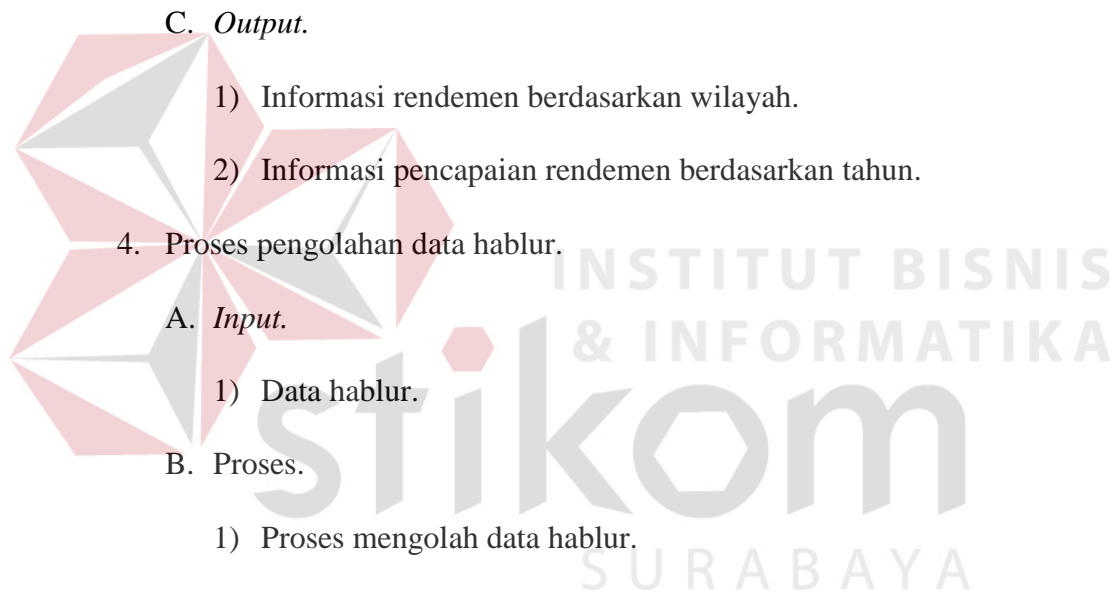 C. Output.
1) Informasi rendemen berdasarkan wilayah.
2) Informasi pencapaian rendemen berdasarkan tahun.
4. Proses pengolahan data hablur.
INSTITUT BISNIS
& INFORMATIKA
stikom
SURABAYA
A. Input.
1) Data hablur.
B. Proses.
1) Proses mengolah data hablur.